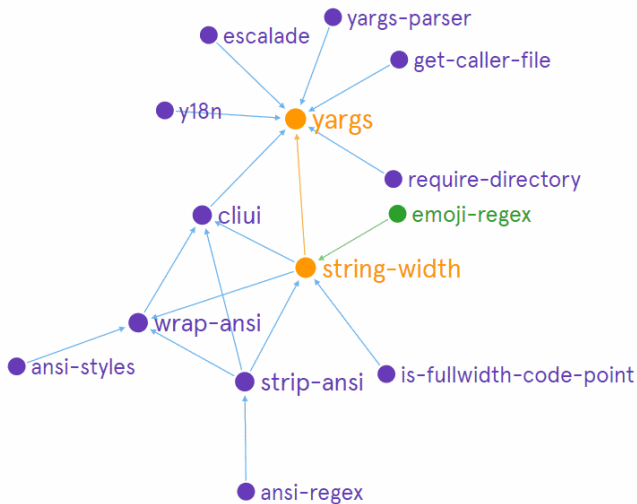 yargs-parser
escalade
get-caller-file
y18n
yargs
require-directory
cliui
emoji-regex
string-width
wrap-ansi
ansi-styles
strip-ansi
is-fullwidth-code-point
ansi-regex